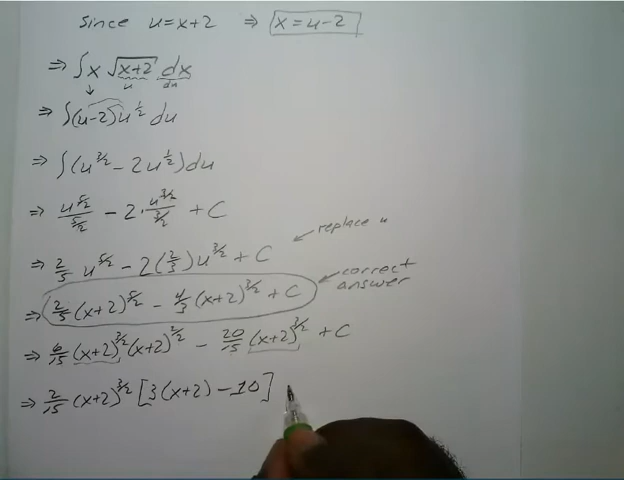 Since u=x+2 ⇒ x=u-2
⇒ ∫x √(x+2) dx
u du
⇒ ∫(u-2)u^(1/2) du
⇒ ∫(u^(3/2) - 2u^(1/2))du
⇒ u^(5/2)/(5/2) - 2·u^(3/2)/(3/2) + C
replace u
⇒ 2/5 u^(5/2) - 2(2/3)u^(3/2) + C
correct
answer
⇒ 2/5 (x+2)^(5/2) - 4/3 (x+2)^(3/2) + C
⇒ 6/15 (x+2)^(3/2) (x+2)^(2/2) - 20/15 (x+2)^(3/2) + C
⇒ 2/15 (x+2)^(3/2) [3(x+2) - 10]